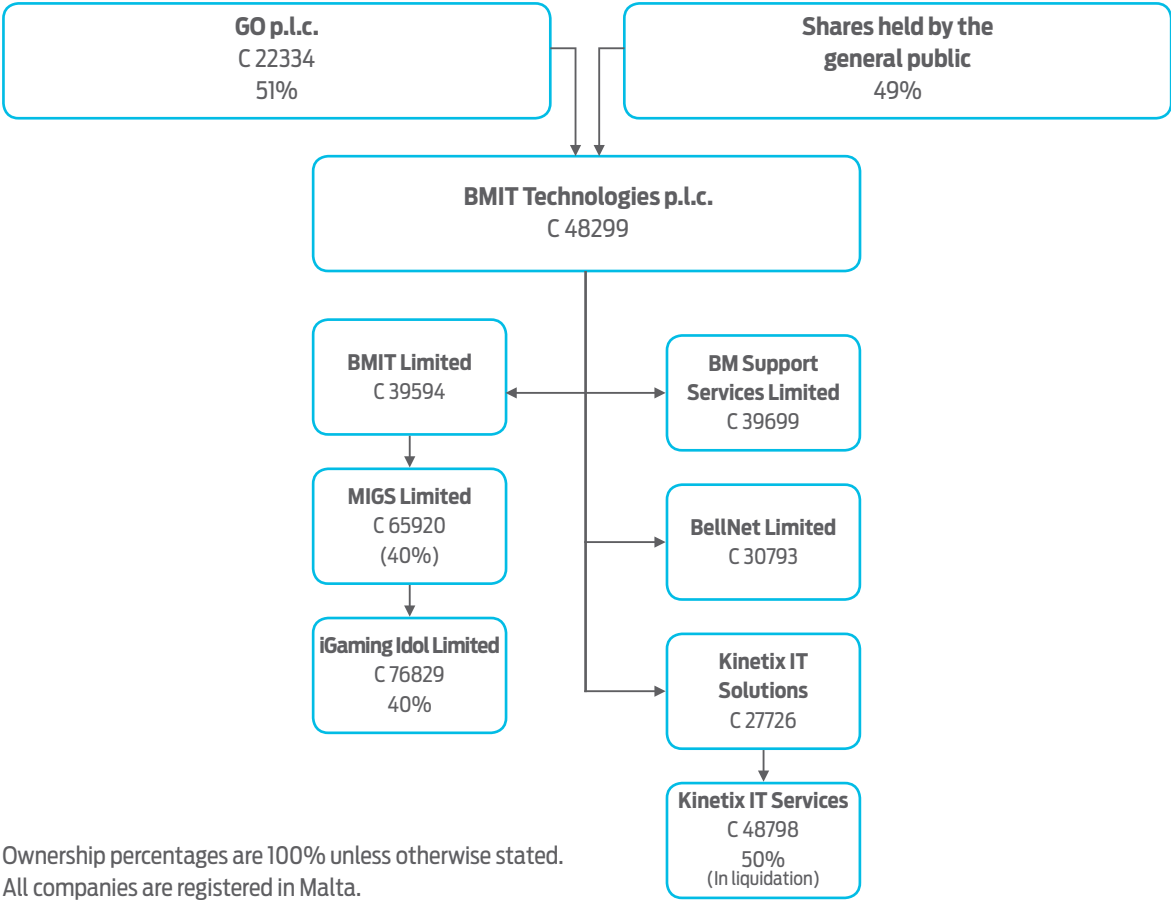 GO p.l.c.
C 22334
51%
Shares held by the
general public
49%
BMIT Technologies p.l.c.
C 48299
BMIT Limited
C 39594
BM Support
Services Limited
C 39699
MIGS Limited
C 65920
(40%)
BellNet Limited
C 30793
iGaming Idol Limited
C 76829
40%
Kinetix IT
Solutions
C 27726
Kinetix IT Services
C 48798
50%
(In liquidation)
Ownership percentages are 100% unless otherwise stated.
All companies are registered in Malta.